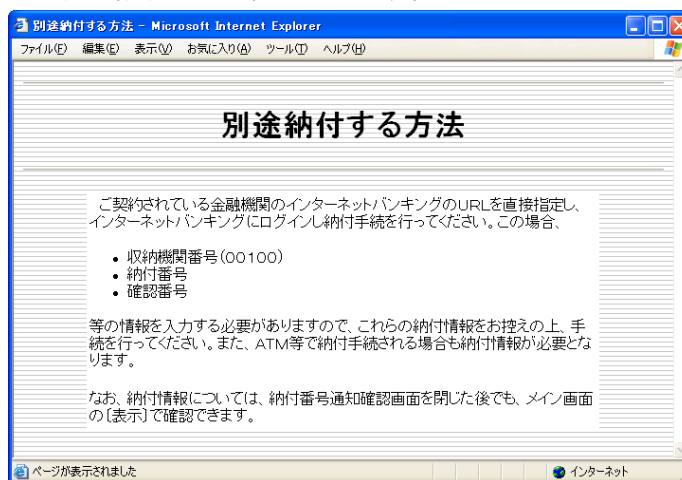 別途納付する方法 - Microsoft Internet Explorer
ファイル(F) 編集(E) 表示(V) お気に入り(A) ツール(T) ヘルプ(H)
別途納付する方法
ご契約されている金融機関のインターネットバンキングのURLを直接指定し、
インターネットバンキングにログインし納付手続を行ってください。この場合、
• 収納機関番号(00100)
• 納付番号
• 確認番号
等の情報を入力する必要がありますので、これらの納付情報をお控えの上、手
続を行ってください。また、ATM等で納付手続される場合も納付情報が必要とな
ります。
なお、納付情報については、納付番号通知確認画面を閉じた後でも、メイン画面
の[表示]で確認できます。
ページが表示されました
インターネット